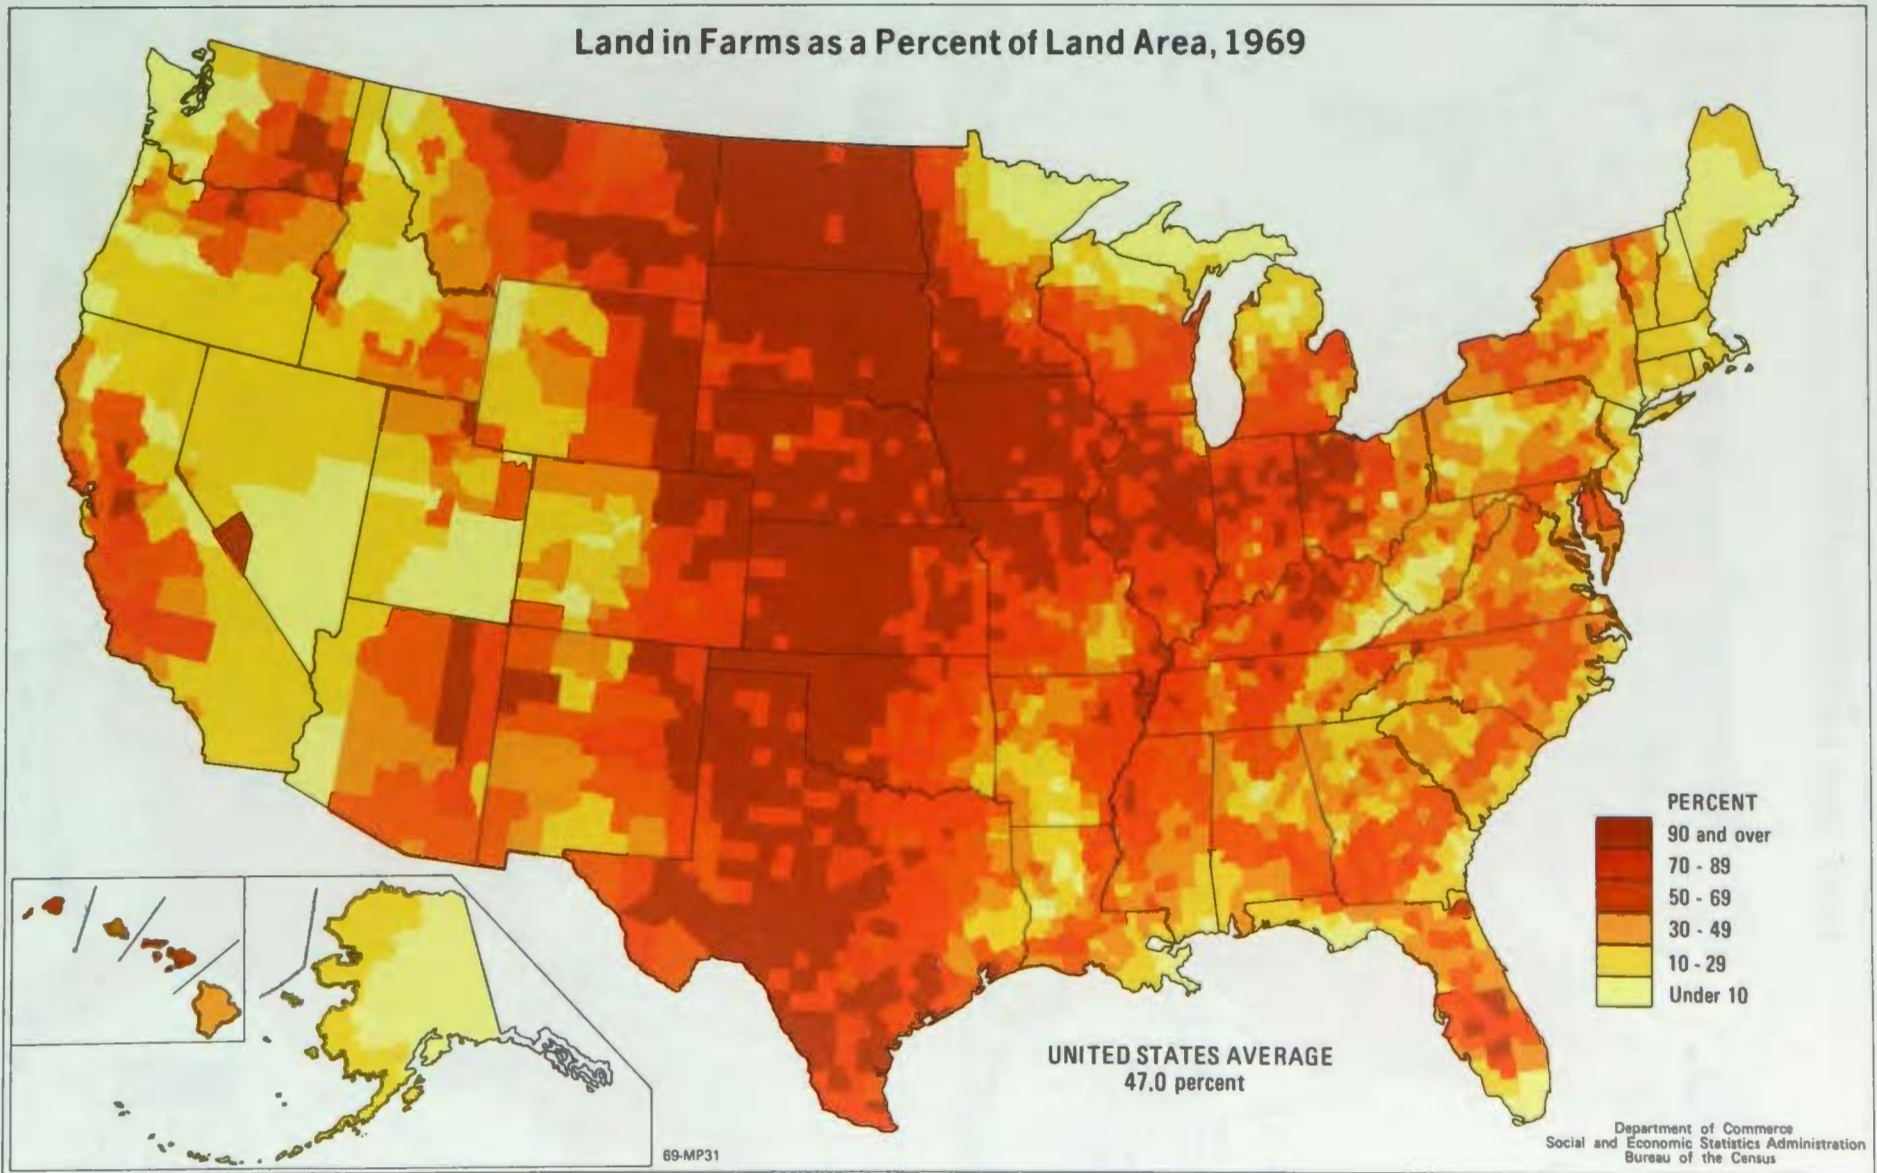 Land in Farms as a Percent of Land Area, 1969
PERCENT
90 and over
70 - 89
50 - 69
30 - 49
10 - 29
Under 10
UNITED STATES AVERAGE
47.0 percent
69-MP31
Department of Commerce
Social and Economic Statistics Administration
Bureau of the Census